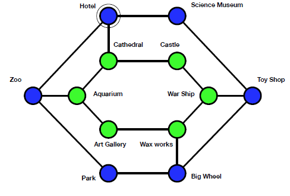 Hotel
Science Museum
Cathedral
Castle
Zoo
Aquarium
War Ship
Toy Shop
Art Gallery
Wax works
Park
Big Wheel